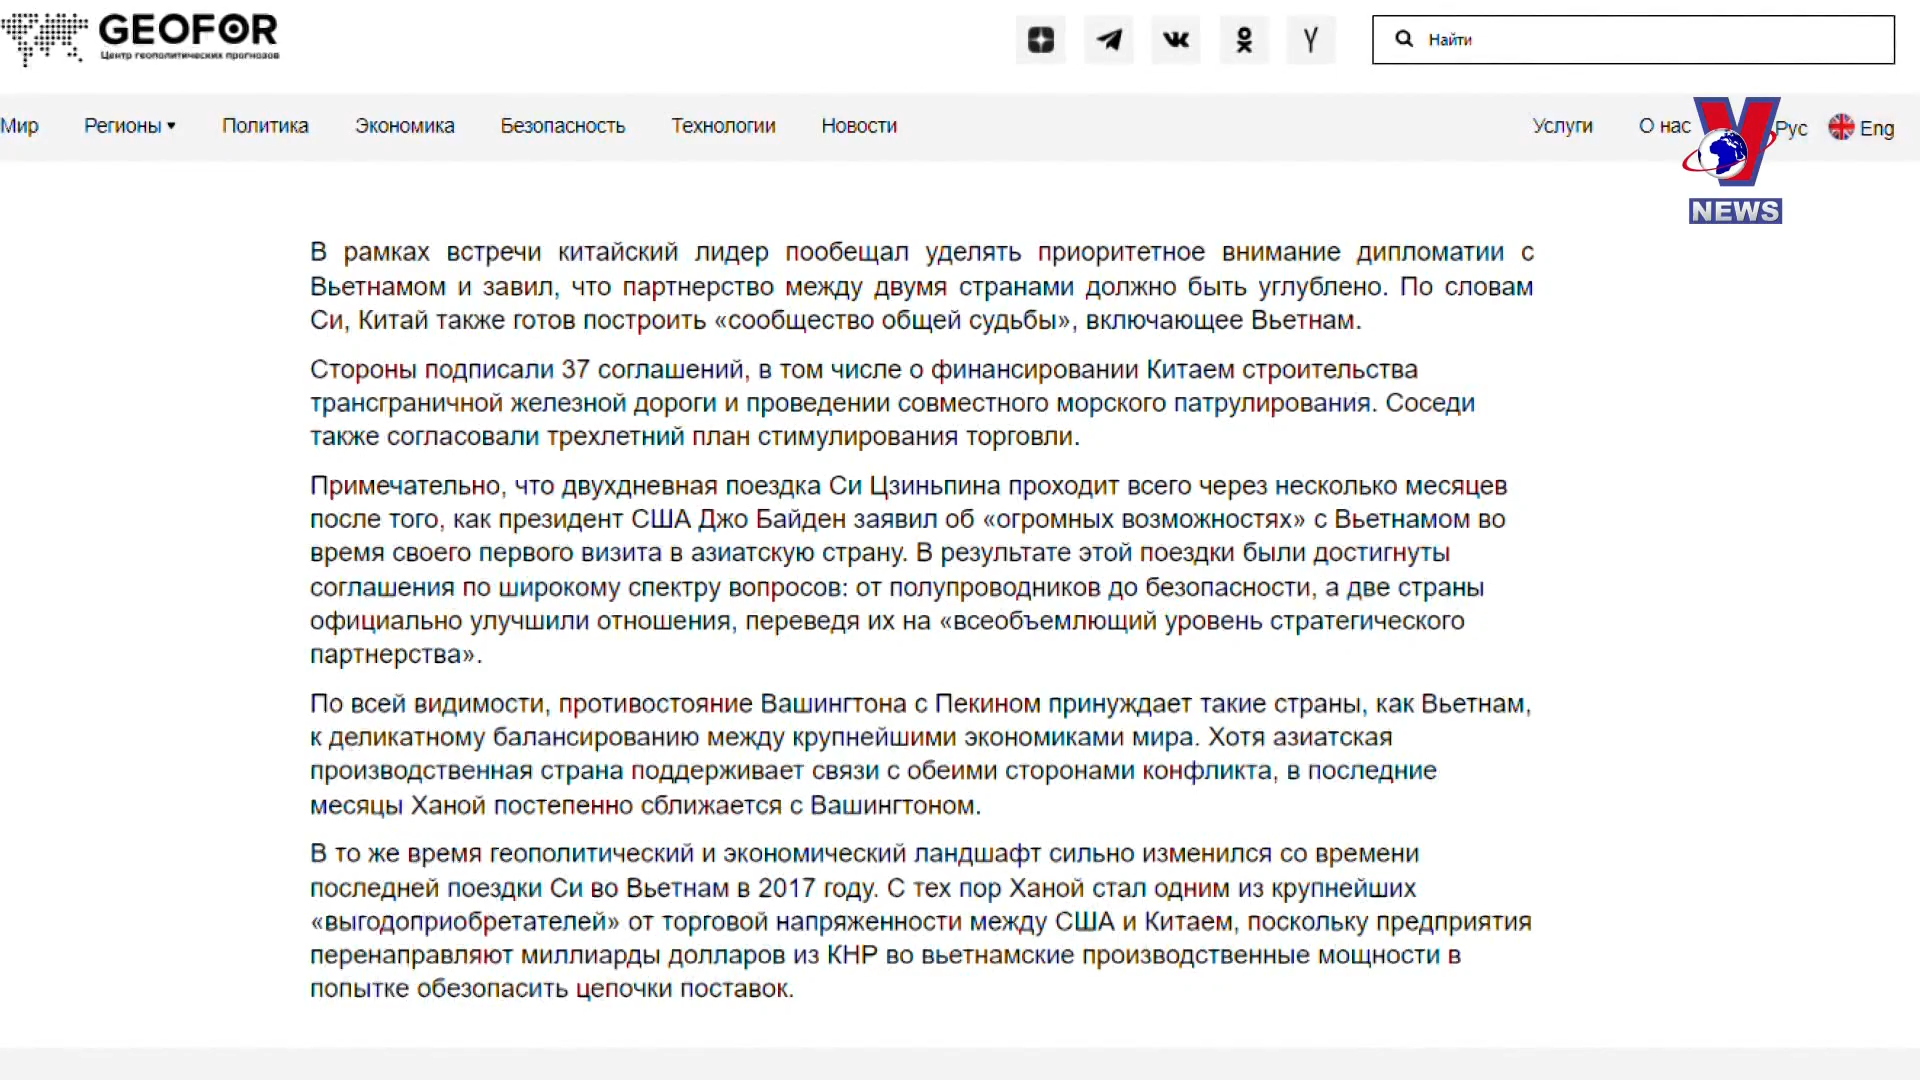 GEOFOR
Центр геополитических прогнозов
Найти
Мир Регионы Политика Экономика Безопасность Технологии Новости Услуги О нас Рус Eng
V
NEWS
В рамках встречи китайский лидер пообещал уделять приоритетное внимание дипломатии с
Вьетнамом и завил, что партнерство между двумя странами должно быть углублено. По словам
Си, Китай также готов построить «сообщество общей судьбы», включающее Вьетнам.
Стороны подписали 37 соглашений, в том числе о финансировании Китаем строительства
трансграничной железной дороги и проведении совместного морского патрулирования. Соседи
также согласовали трехлетний план стимулирования торговли.
Примечательно, что двухдневная поездка Си Цзиньпина проходит всего через несколько месяцев
после того, как президент США Джо Байден заявил об «огромных возможностях» с Вьетнамом во
время своего первого визита в азиатскую страну. В результате этой поездки были достигнуты
соглашения по широкому спектру вопросов: от полупроводников до безопасности, а две страны
официально улучшили отношения, переведя их на «всеобъемлющий уровень стратегического
партнерства».
По всей видимости, противостояние Вашингтона с Пекином принуждает такие страны, как Вьетнам,
к деликатному балансированию между крупнейшими экономиками мира. Хотя азиатская
производственная страна поддерживает связи с обеими сторонами конфликта, в последние
месяцы Ханой постепенно сближается с Вашингтоном.
В то же время геополитический и экономический ландшафт сильно изменился со времени
последней поездки Си во Вьетнам в 2017 году. С тех пор Ханой стал одним из крупнейших
«выгодоприобретателей» от торговой напряженности между США и Китаем, поскольку предприятия
перенаправляют миллиарды долларов из КНР во вьетнамские производственные мощности в
попытке обезопасить цепочки поставок.